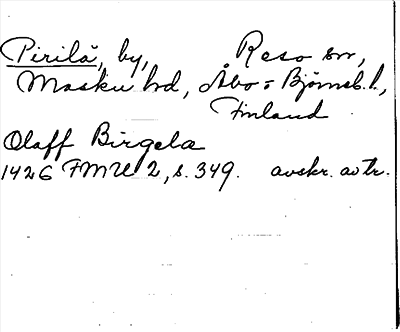 Pirilä, by, Reso sn,
Masku hd, Åbo-Björneb. l.,
Finland
Olaff Birgela
1426 FMU 2, s. 349. avskr. avtr.